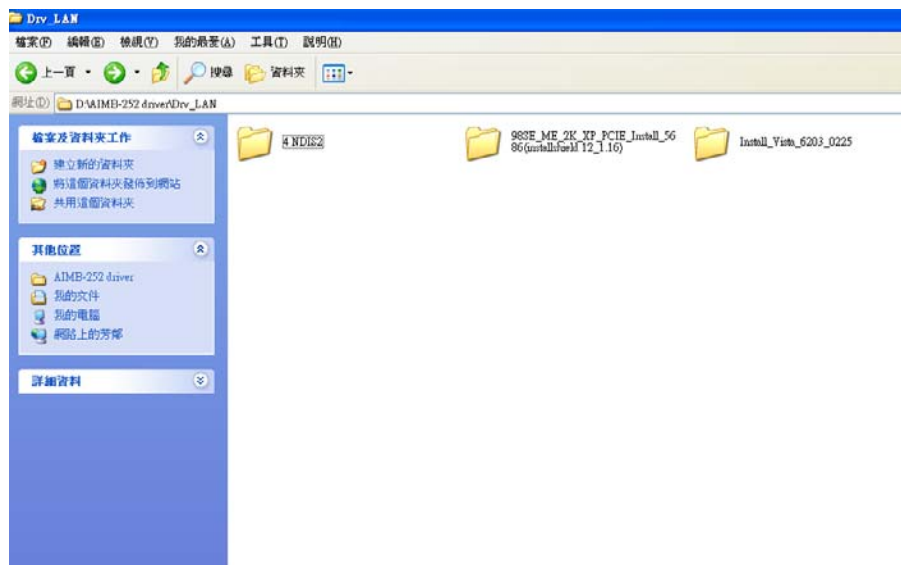 Drv_LAN
檔案(F) 編輯(E) 檢視(V) 我的最愛(A) 工具(T) 說明(H)
上一頁 搜尋 資料夾
網址(D) D:\AIMB-252 driver\Drv_LAN
檔案及資料夾工作
建立新的資料夾
將這個資料夾發佈到網站
共用這個資料夾
其他位置
AIMB-252 driver
我的文件
我的電腦
網路上的芳鄰
詳細資料
4 NDIS2
983E_ME_2K_XP_PCIE_Install_56
86(installshield 12_1.16)
Install_Vista_6203_0225